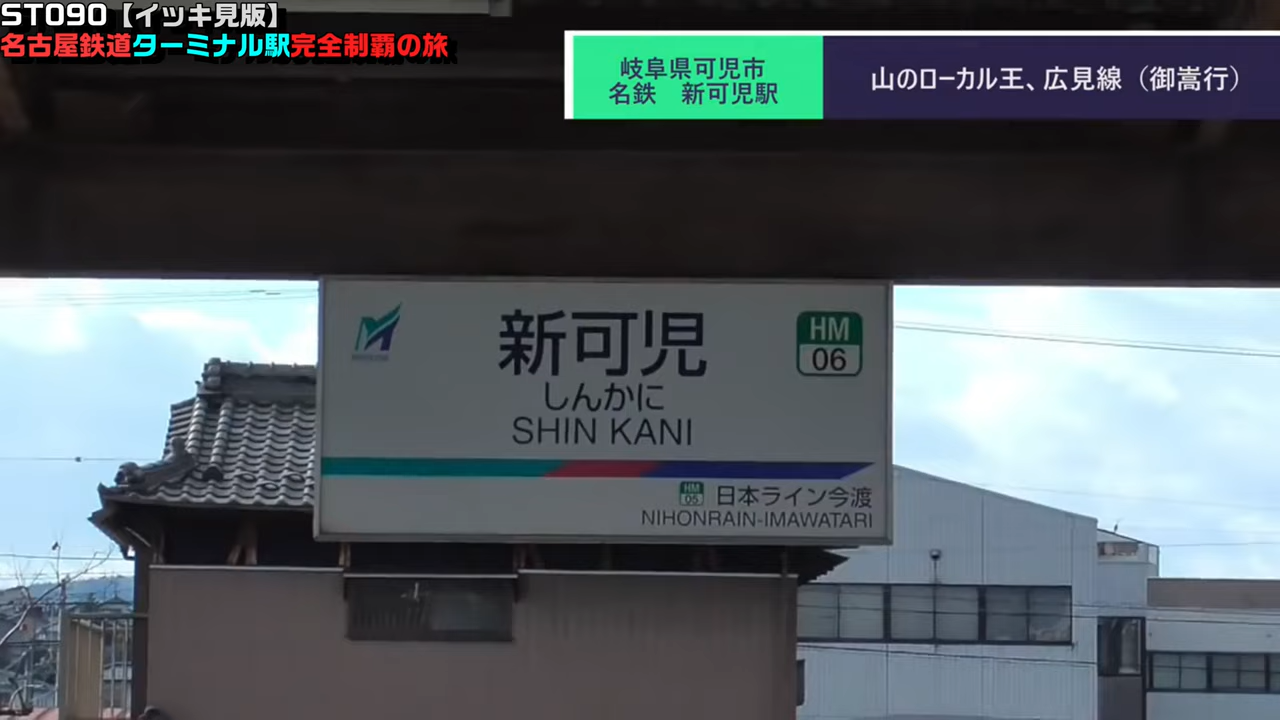 ST090【イッキ見版】
名古屋鉄道ターミナル駅完全制覇の旅
岐阜県可児市
名鉄 新可児駅
山のローカル王、広見線（御嵩行）
新可児
しんかに
SHIN KANI
HM
06
HM
05
日本ライン今渡
NIHONRAIN-IMAWATARI